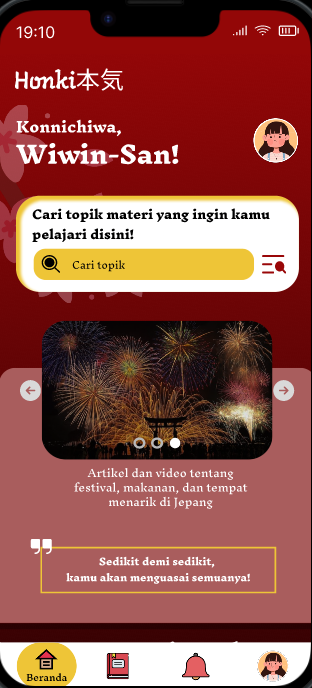 19:10
Honki本気
Konnichiwa,
Wiwin-San!
Cari topik materi yang ingin kamu
pelajari disini!
Cari topik
Artikel dan video tentang
festival, makanan, dan tempat
menarik di Jepang
Sedikit demi sedikit,
kamu akan menguasai semuanya!
Beranda